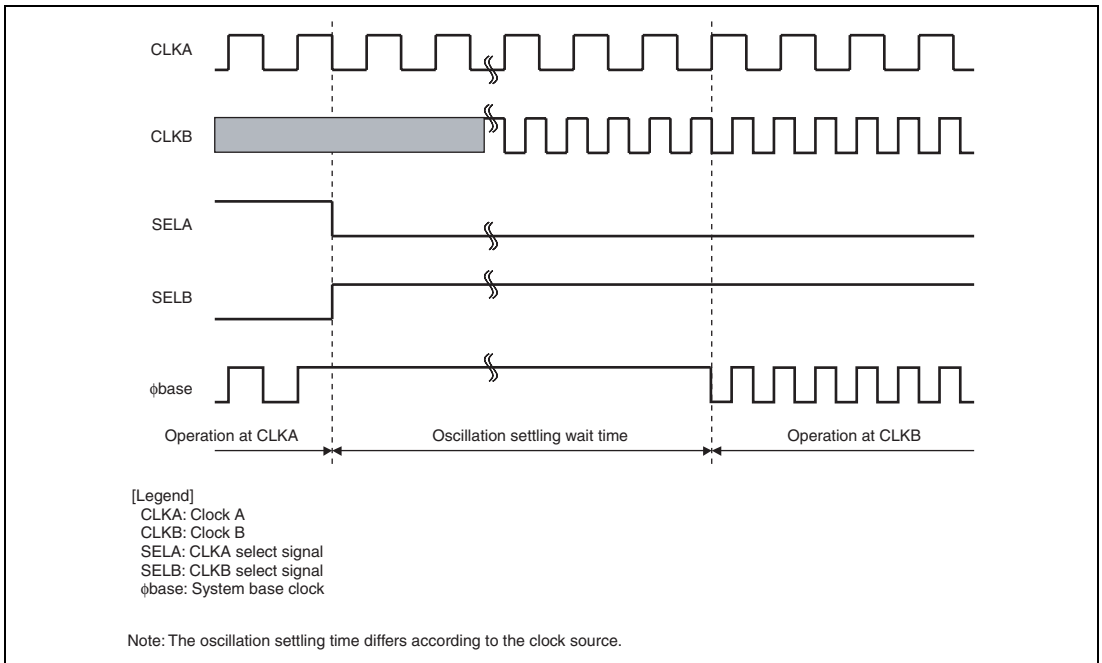 CLKA
CLKB
SELA
SELB
φbase
Operation at CLKA
Oscillation settling wait time
Operation at CLKB
[Legend]
CLKA: Clock A
CLKB: Clock B
SELA: CLKA select signal
SELB: CLKB select signal
φbase: System base clock
Note: The oscillation settling time differs according to the clock source.